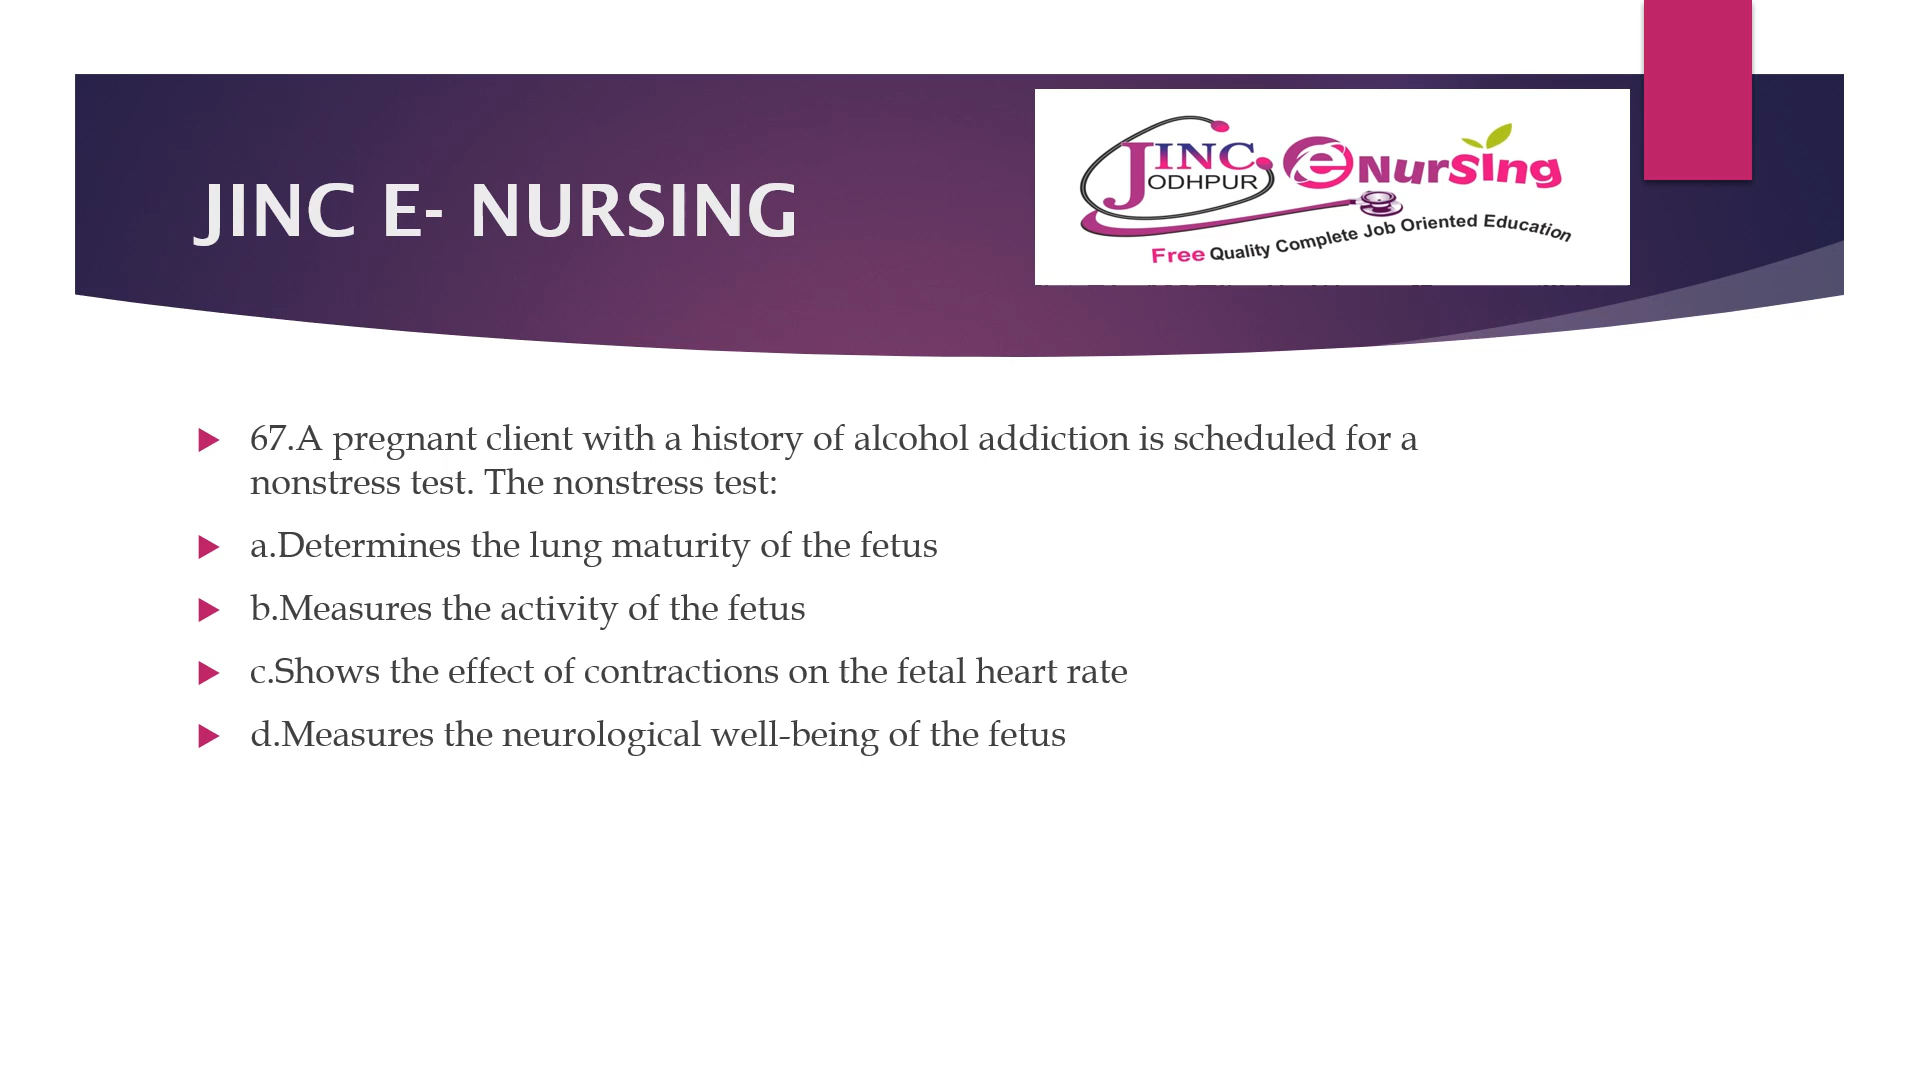 JINC E- NURSING
JINC
ODHPUR
e NurSIng
Free Quality Complete Job Oriented Education
67.A pregnant client with a history of alcohol addiction is scheduled for a
nonstress test. The nonstress test:
a.Determines the lung maturity of the fetus
b.Measures the activity of the fetus
c.Shows the effect of contractions on the fetal heart rate
d.Measures the neurological well-being of the fetus